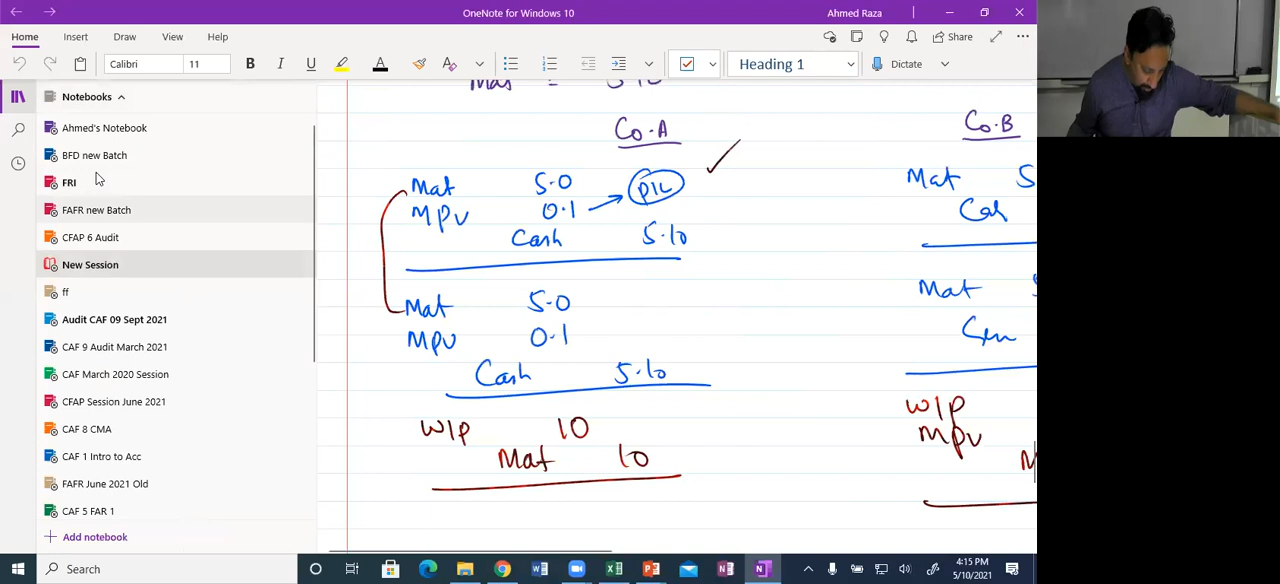 OneNote for Windows 10
Ahmed Raza
Home Insert Draw View Help
Share
Calibri 11 B I U A Heading 1 Dictate
Notebooks
Ahmed's Notebook
BFD new Batch
FRI
FAFR new Batch
CFAP 6 Audit
New Session
ff
Audit CAF 09 Sept 2021
CAF 9 Audit March 2021
CAF March 2020 Session
CFAP Session June 2021
CAF 8 CMA
CAF 1 Intro to Acc
FAFR June 2021 Old
CAF 5 FAR 1
Add notebook
Mat = 5.10
Co.A
Mat 5.0 P/L
MPV 0.1
Cash 5.10
Mat 5.0
MPV 0.1
Cash 5.10
W/P 10
Mat 10
Co.B
Mat 5
Mat
W/P
MPV
M
Search
4:15 PM
5/10/2021